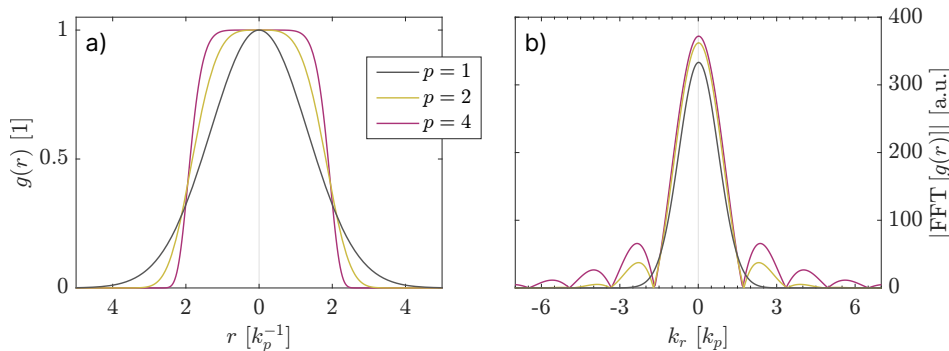 a)
1
0.5
0
g(r) [1]
4 2 0 2 4
r [k_p^{-1}]
p = 1
p = 2
p = 4
b)
400
300
200
100
0
|FFT [g(r)]| [a.u.]
-6 -3 0 3 6
k_r [k_p]